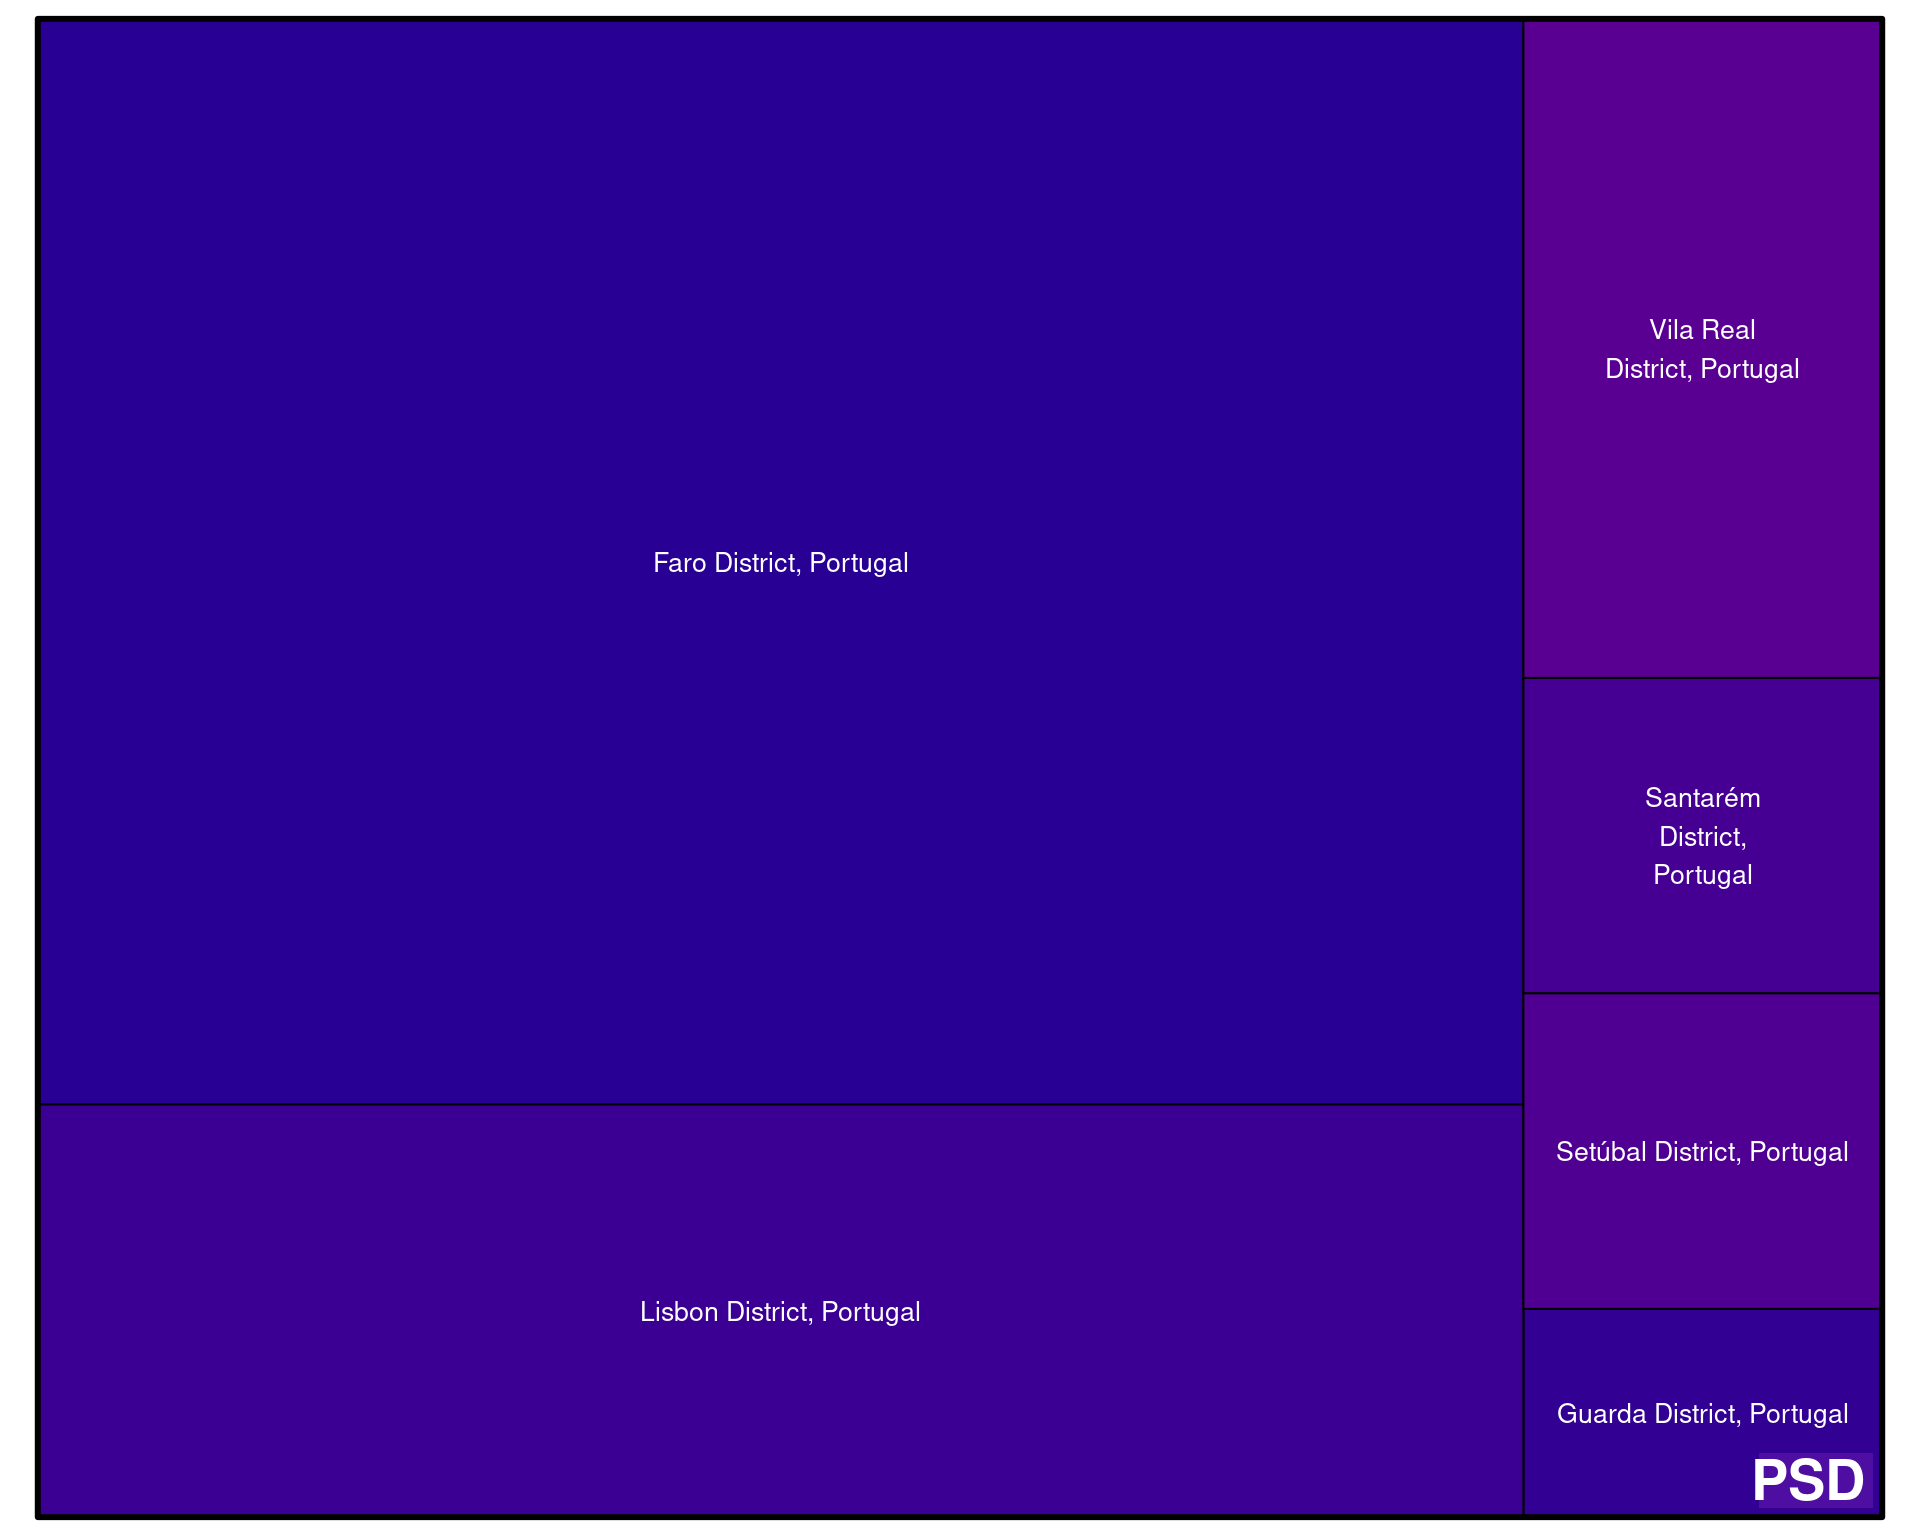 Faro District, Portugal
Lisbon District, Portugal
Vila Real
District, Portugal
Santarém
District,
Portugal
Setúbal District, Portugal
Guarda District, Portugal
PSD